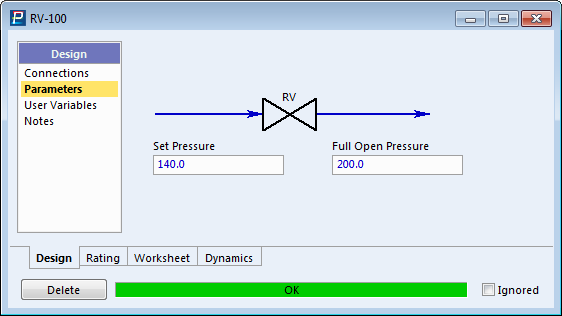 RV-100
Design
Connections
Parameters
User Variables
Notes
RV
Set Pressure
Full Open Pressure
140.0
200.0
Design
Rating
Worksheet
Dynamics
Delete
OK
Ignored